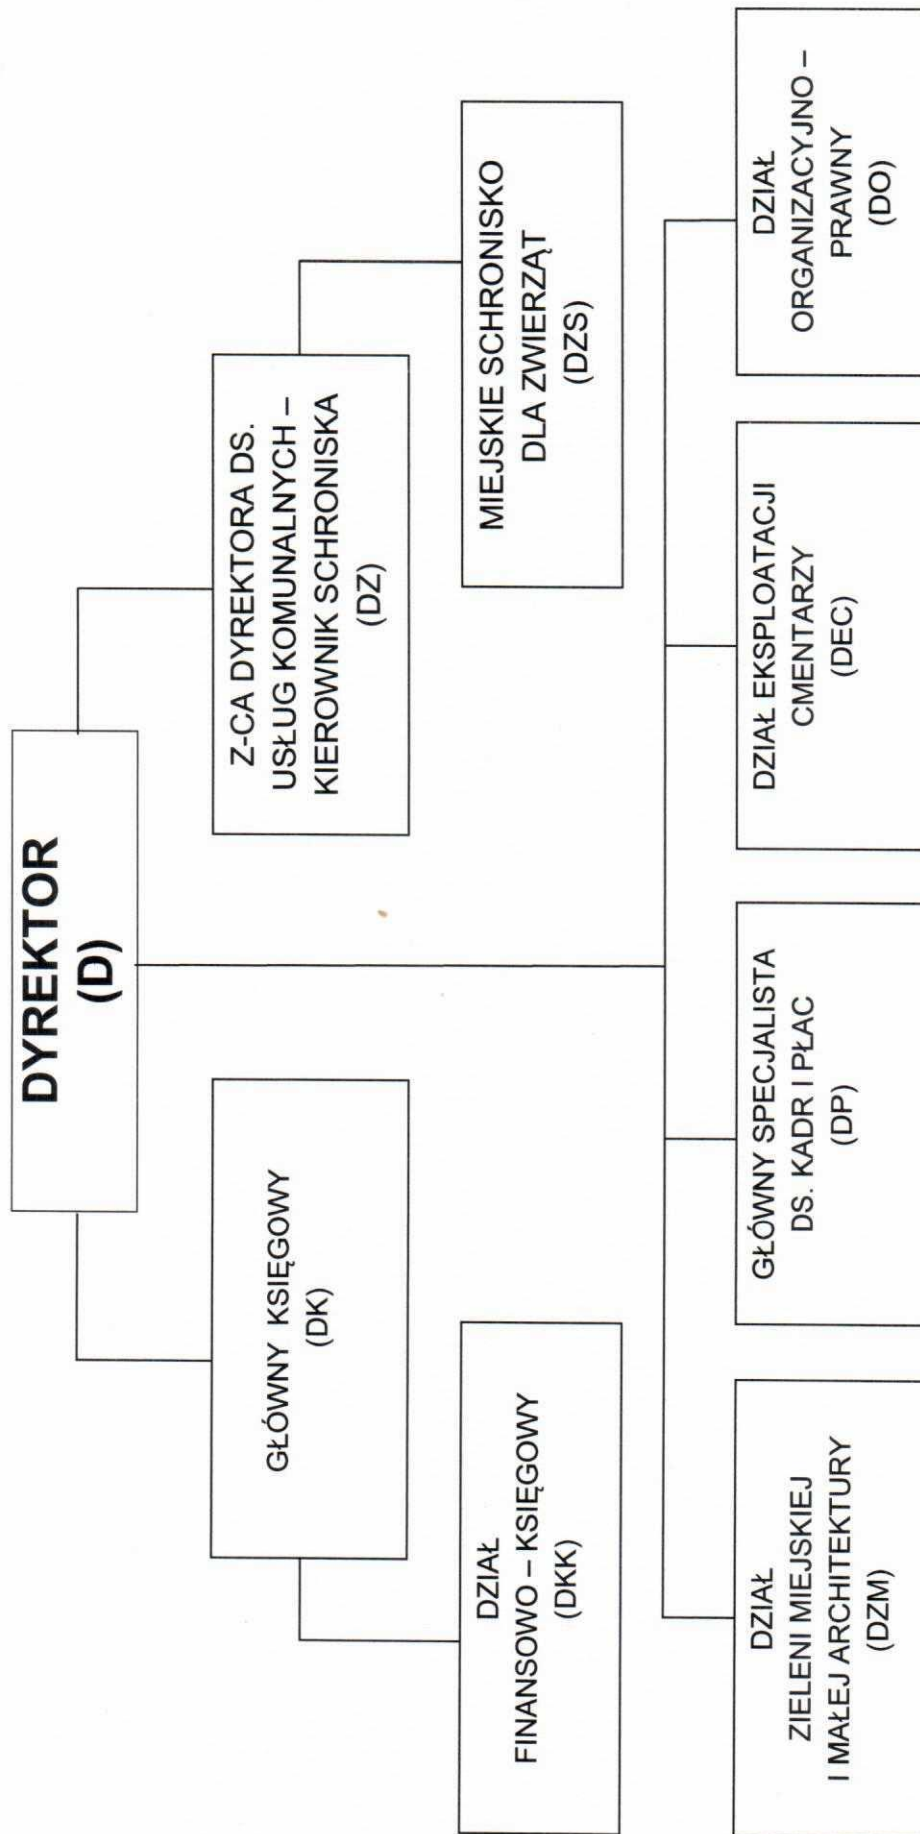 DYREKTOR
(D)
GŁÓWNY KSIĘGOWY
(DK)
Z-CA DYREKTORA DS.
USŁUG KOMUNALNYCH –
KIEROWNIK SCHRONISKA
(DZ)
DZIAŁ
FINANSOWO – KSIĘGOWY
(DKK)
MIEJSKIE SCHRONISKO
DLA ZWIERZĄT
(DZS)
DZIAŁ
ZIELENI MIEJSKIEJ
I MAŁEJ ARCHITEKTURY
(DZM)
GŁÓWNY SPECJALISTA
DS. KADR I PŁAC
(DP)
DZIAŁ EKSPLOATACJI
CMENTARZY
(DEC)
DZIAŁ
ORGANIZACYJNO –
PRAWNY
(DO)